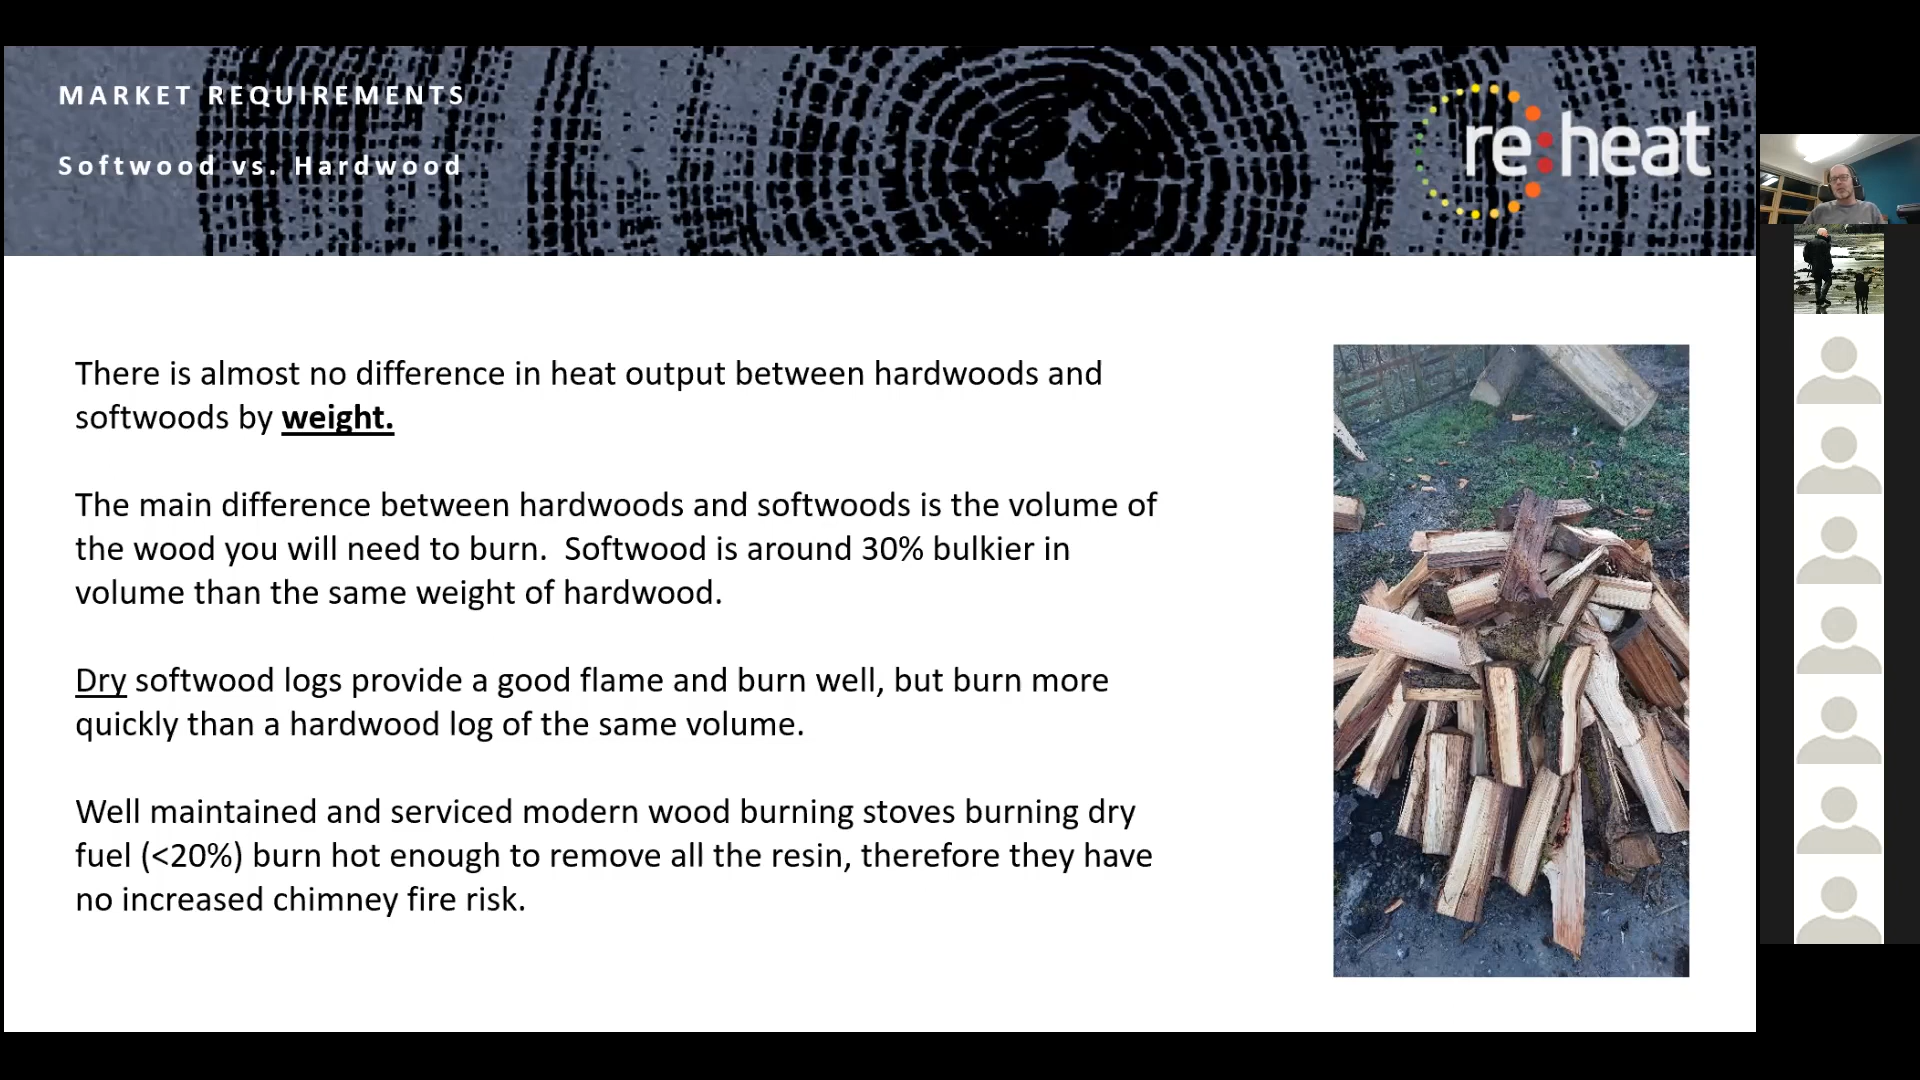 MARKET REQUIREMENTS
Softwood vs. Hardwood
re:heat
There is almost no difference in heat output between hardwoods and
softwoods by weight.
The main difference between hardwoods and softwoods is the volume of
the wood you will need to burn.  Softwood is around 30% bulkier in
volume than the same weight of hardwood.
Dry softwood logs provide a good flame and burn well, but burn more
quickly than a hardwood log of the same volume.
Well maintained and serviced modern wood burning stoves burning dry
fuel (<20%) burn hot enough to remove all the resin, therefore they have
no increased chimney fire risk.